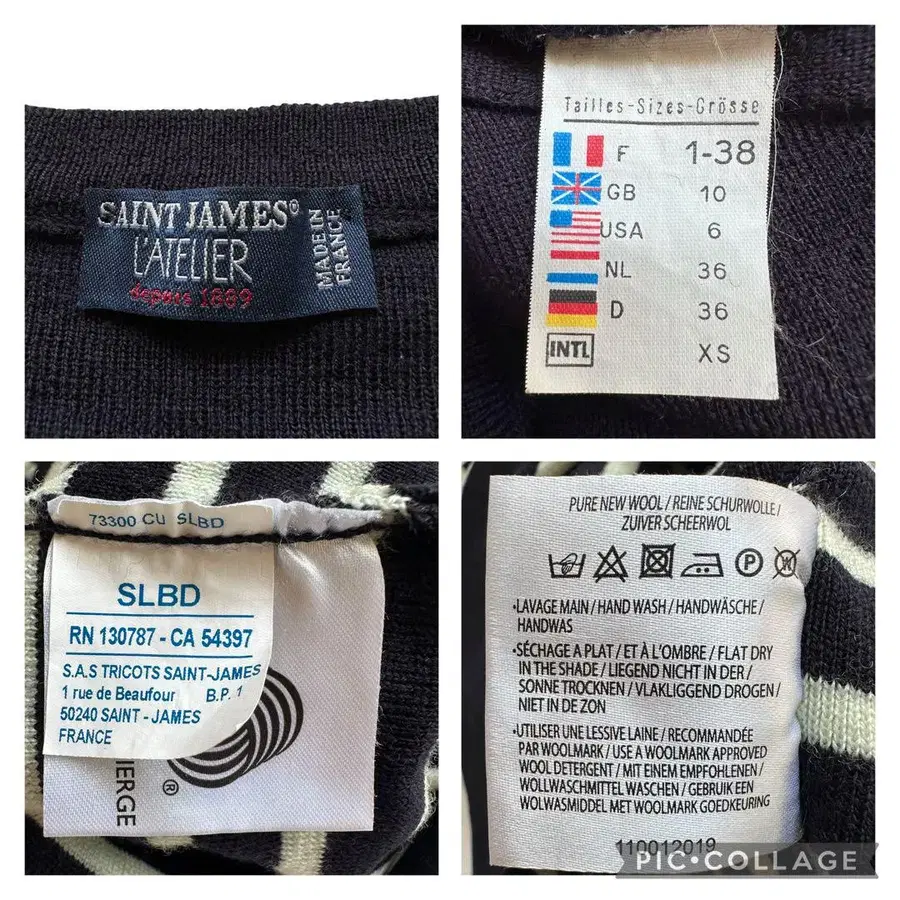 SAINT JAMES®
L'ATELIER
depuis 1889
MADE IN
FRANCE
Tailles-Sizes-Grösse
F 1-38
GB 10
USA 6
NL 36
D 36
INTL XS
73300 CU SLBD
SLBD
RN 130787 - CA 54397
S.A.S TRICOTS SAINT-JAMES
1 rue de Beaufour B.P. 1
50240 SAINT - JAMES
FRANCE
®
IERGE
PURE NEW WOOL / REINE SCHURWOLLE /
ZUIVER SCHEERWOL
P
W
•LAVAGE MAIN / HAND WASH / HANDWÄSCHE /
HANDWAS
•SÉCHAGE A PLAT / ET À L'OMBRE / FLAT DRY
IN THE SHADE / LIEGEND NICHT IN DER /
SONNE TROCKNEN / VLAKLIGGEND DROGEN /
NIET IN DE ZON
•UTILISER UNE LESSIVE LAINE / RECOMMANDÉE
PAR WOOLMARK / USE A WOOLMARK APPROVED
WOOL DETERGENT / MIT EINEM EMPFOHLENEN /
WOLLWASCHMITTEL WASCHEN / GEBRUIK EEN
WOLWASMIDDEL MET WOOLMARK GOEDKEURING
110012019
PIC•COLLAGE